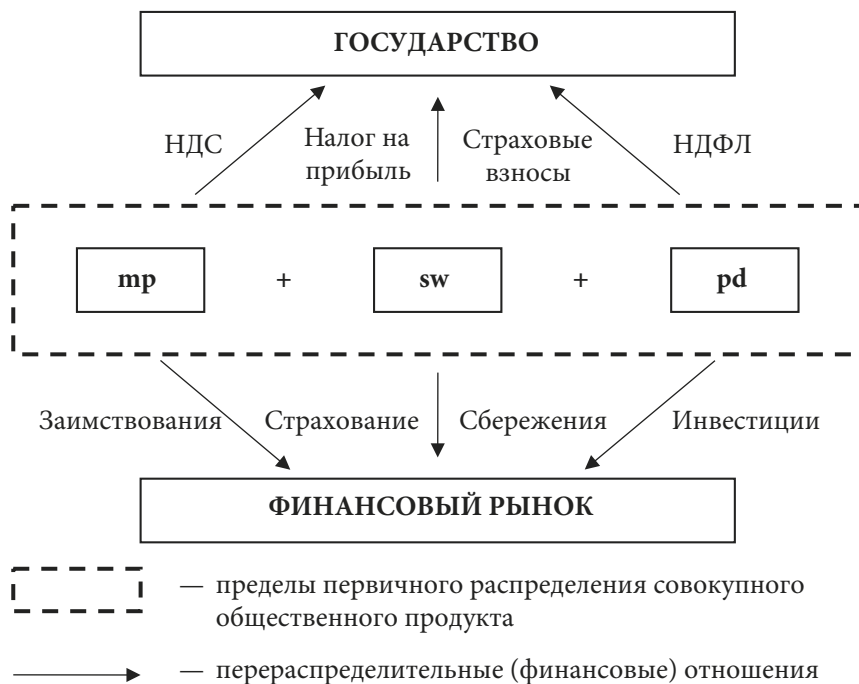 ГОСУДАРСТВО
НДС
Налог на
прибыль
Страховые
взносы
НДФЛ
mp + sw + pd
Заимствования Страхование Сбережения Инвестиции
ФИНАНСОВЫЙ РЫНОК
— пределы первичного распределения совокупного
общественного продукта
— перераспределительные (финансовые) отношения